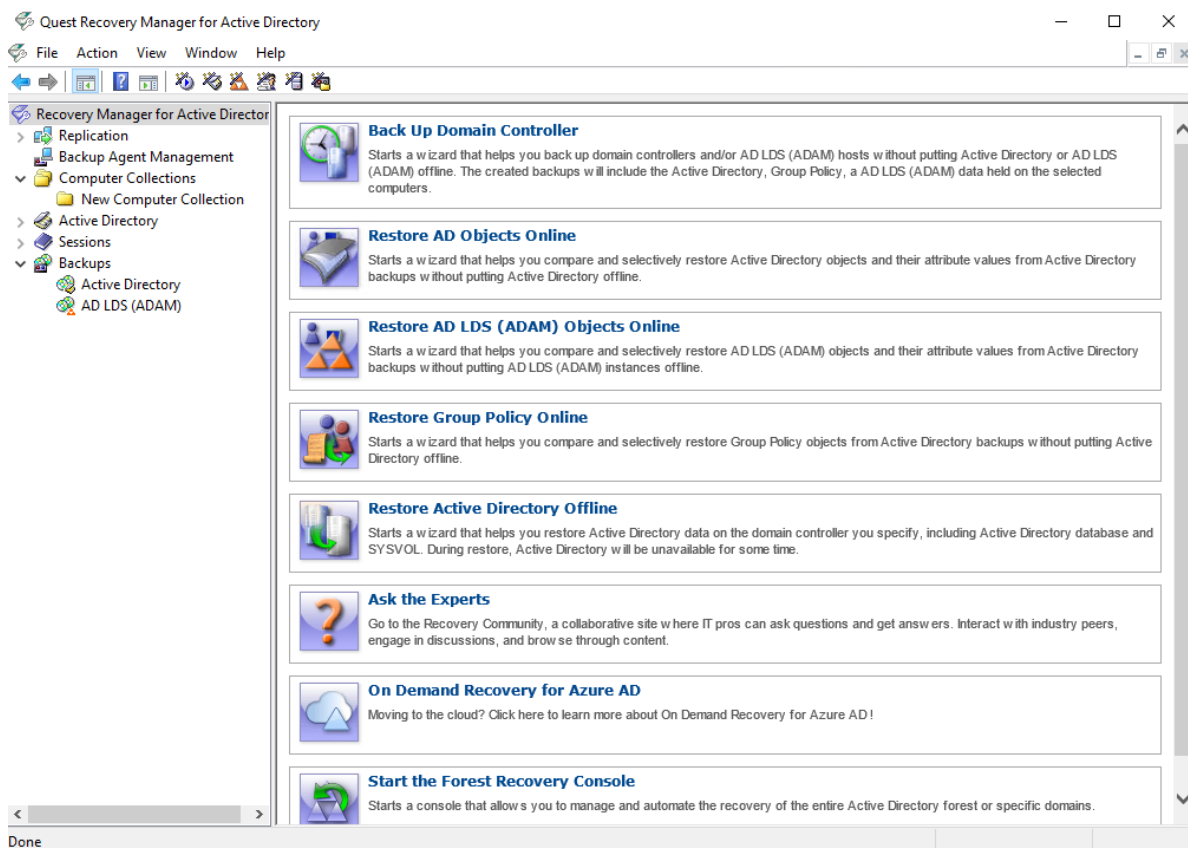 Quest Recovery Manager for Active Directory
File Action View Window Help
Recovery Manager for Active Director
Replication
Backup Agent Management
Computer Collections
New Computer Collection
Active Directory
Sessions
Backups
Active Directory
AD LDS (ADAM)
Back Up Domain Controller
Starts a wizard that helps you back up domain controllers and/or AD LDS (ADAM) hosts without putting Active Directory or AD LDS
(ADAM) offline. The created backups will include the Active Directory, Group Policy, a AD LDS (ADAM) data held on the selected
computers.
Restore AD Objects Online
Starts a wizard that helps you compare and selectively restore Active Directory objects and their attribute values from Active Directory
backups without putting Active Directory offline.
Restore AD LDS (ADAM) Objects Online
Starts a wizard that helps you compare and selectively restore AD LDS (ADAM) objects and their attribute values from Active Directory
backups without putting AD LDS (ADAM) instances offline.
Restore Group Policy Online
Starts a wizard that helps you compare and selectively restore Group Policy objects from Active Directory backups without putting Active
Directory offline.
Restore Active Directory Offline
Starts a wizard that helps you restore Active Directory data on the domain controller you specify, including Active Directory database and
SYSVOL. During restore, Active Directory will be unavailable for some time.
Ask the Experts
Go to the Recovery Community, a collaborative site where IT pros can ask questions and get answers. Interact with industry peers,
engage in discussions, and browse through content.
On Demand Recovery for Azure AD
Moving to the cloud? Click here to learn more about On Demand Recovery for Azure AD!
Start the Forest Recovery Console
Starts a console that allows you to manage and automate the recovery of the entire Active Directory forest or specific domains.
Done